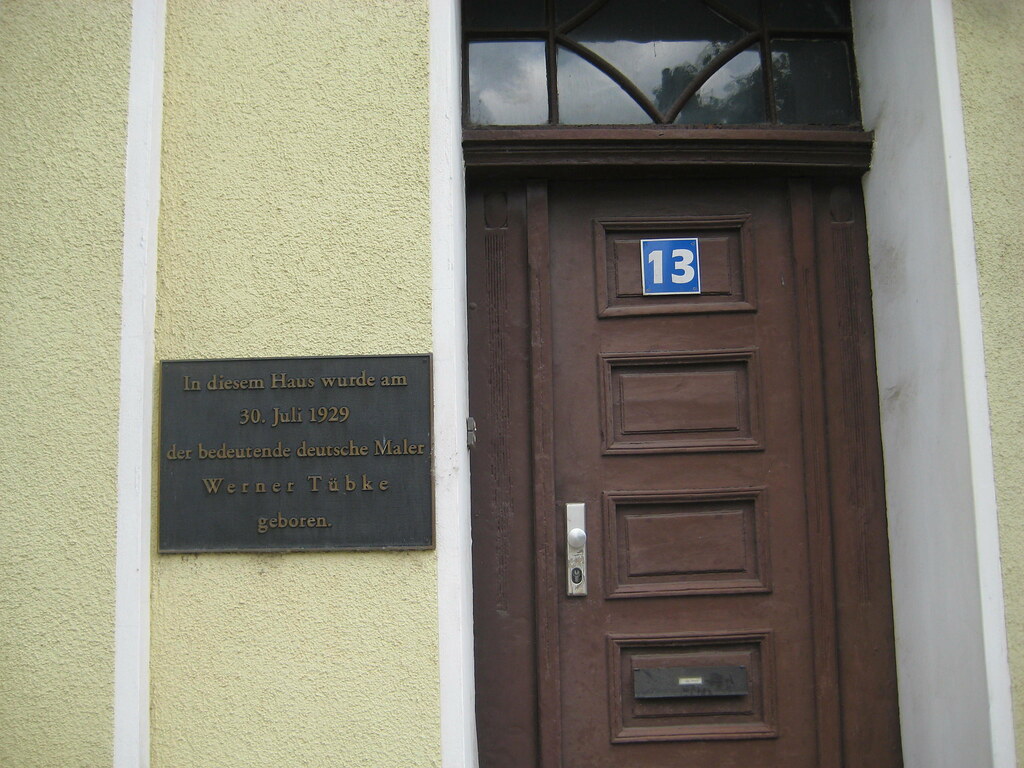 13
In diesem Haus wurde am
30. Juli 1929
der bedeutende deutsche Maler
Werner Tübke
geboren.